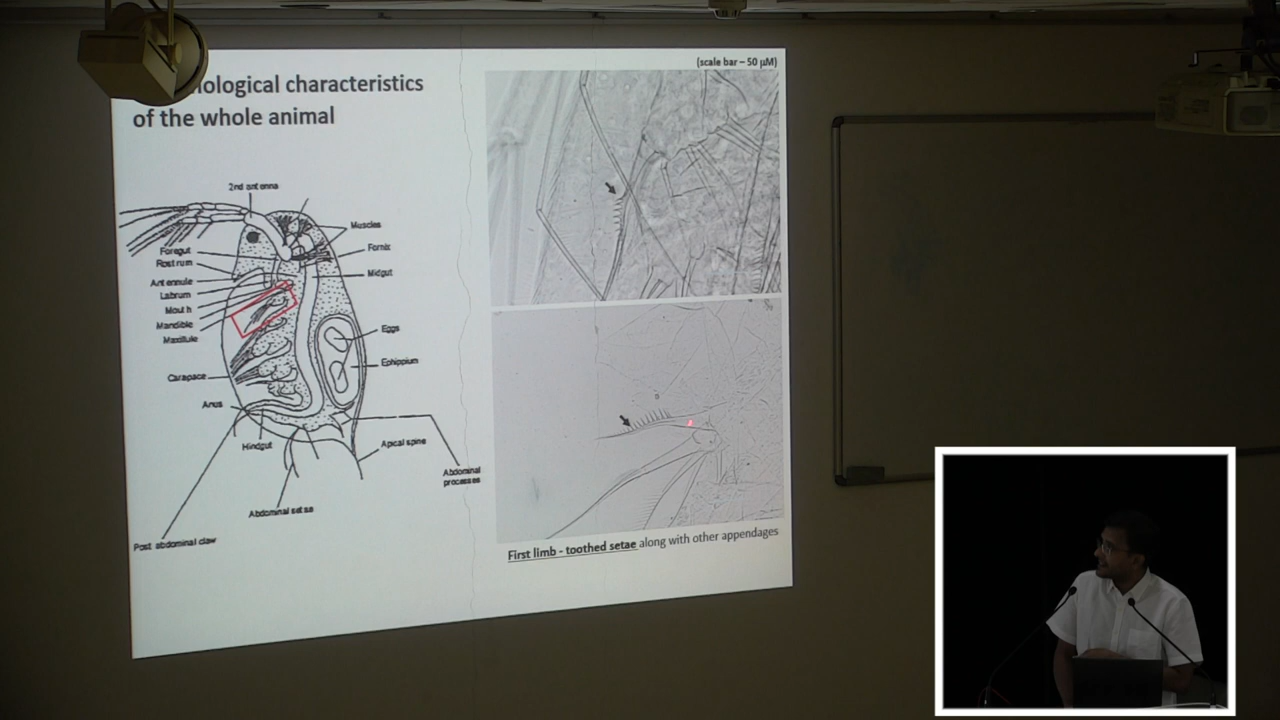 ological characteristics
of the whole animal
(scale bar – 50 µM)
2nd antenna
Muscles
Fornix
Midgut
Foregut
Rostrum
Antennule
Labrum
Mouth
Mandible
Maxillule
Eggs
Ephippium
Carapace
Anus
Hindgut
Apical spine
Abdominal
processes
Abdominal setae
Post abdominal claw
First limb - toothed setae along with other appendages